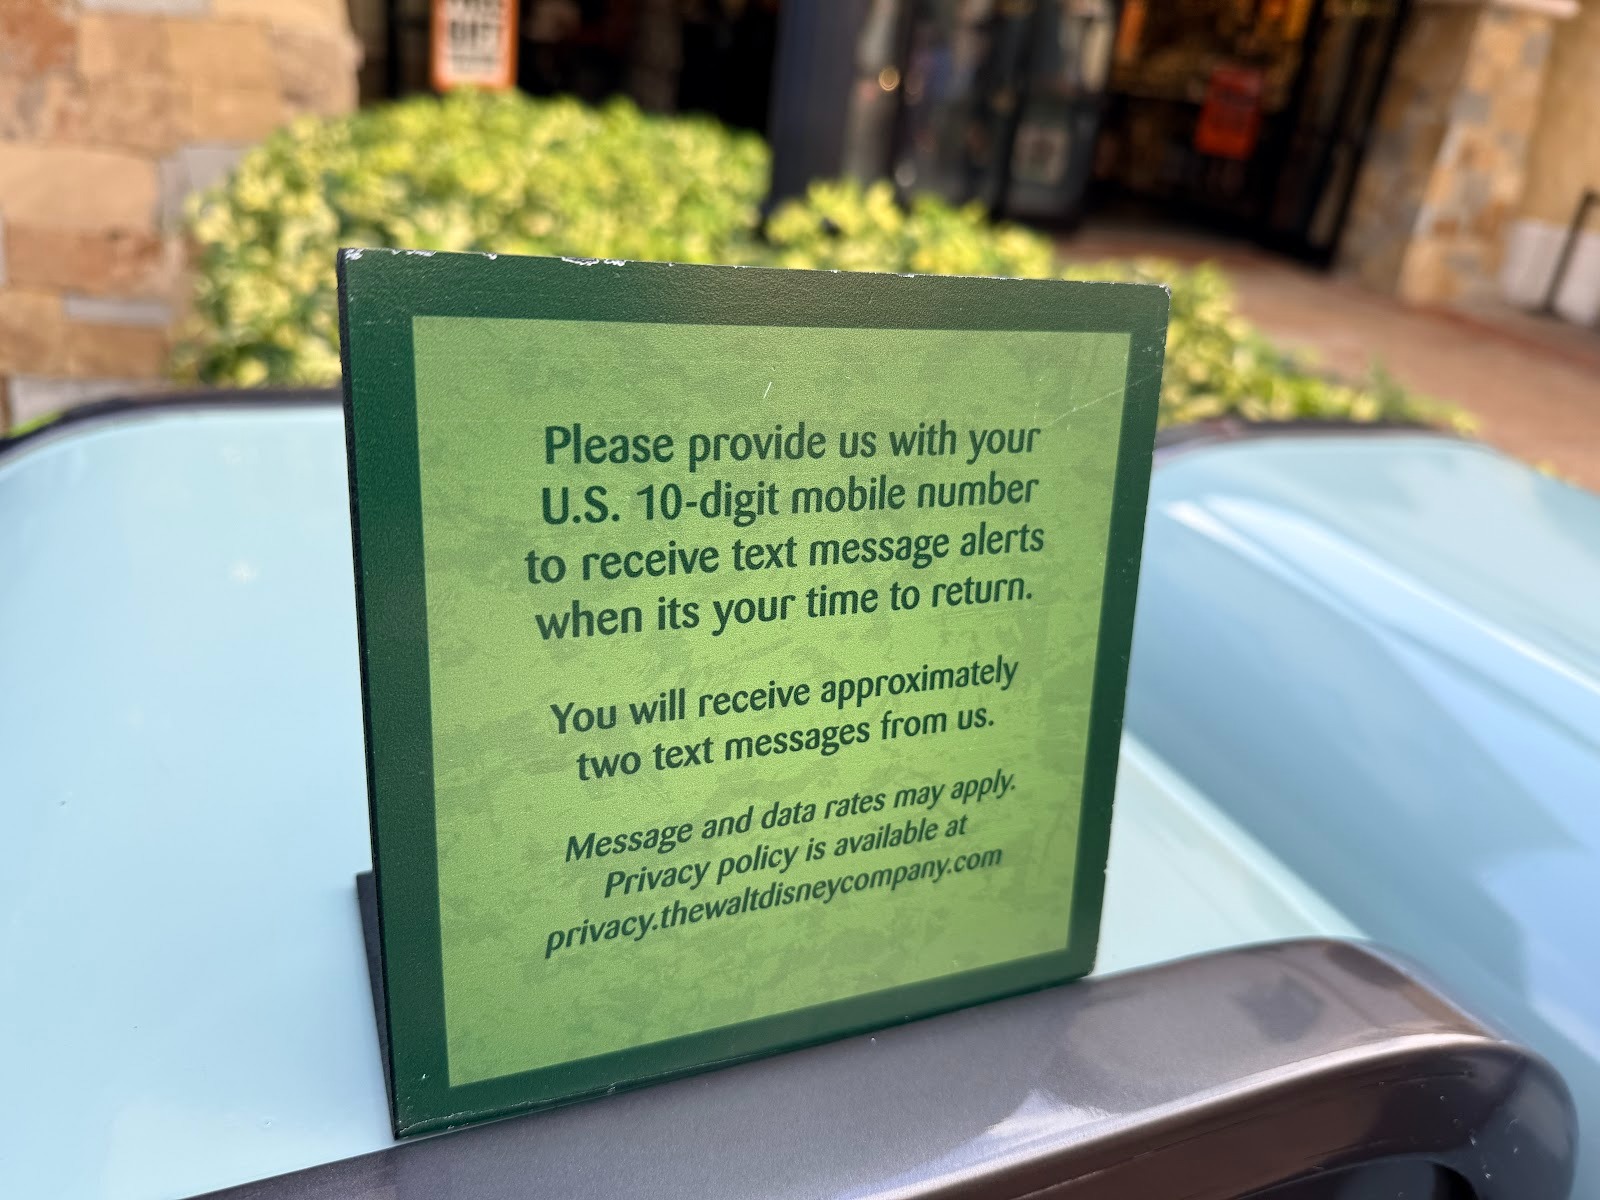 Please provide us with your
U.S. 10-digit mobile number
to receive text message alerts
when its your time to return.
You will receive approximately
two text messages from us.
Message and data rates may apply.
Privacy policy is available at
privacy.thewaltdisneycompany.com